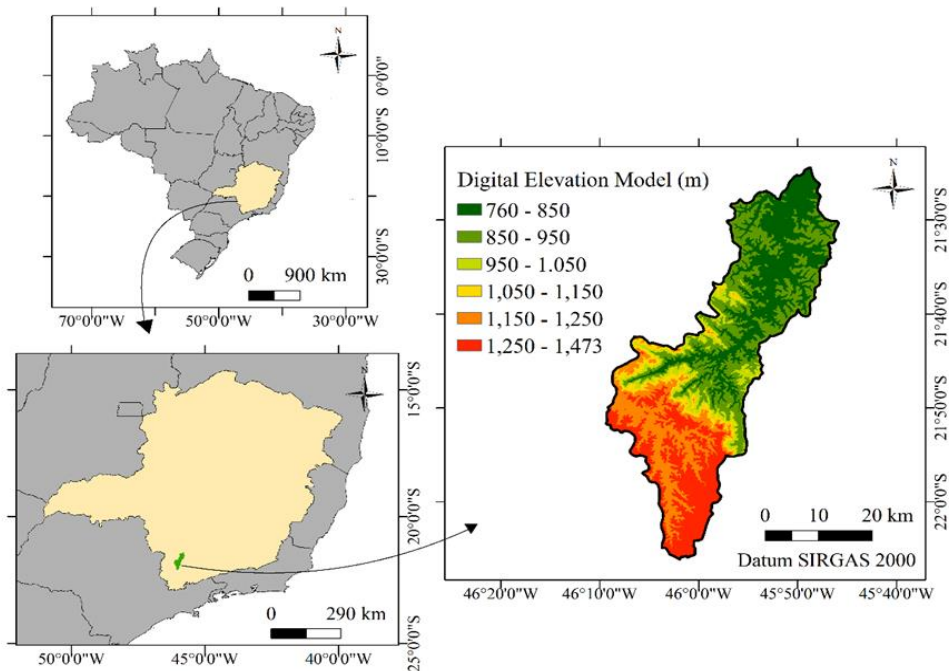 N
0°0'0"
10°0'0"S
20°0'0"S
30°0'0"S
0 900 km
70°0'0"W 50°0'0"W 30°0'0"W
N
15°0'0"S
20°0'0"S
25°0'0"S
0 290 km
50°0'0"W 45°0'0"W 40°0'0"W
N
Digital Elevation Model (m)
760 - 850
850 - 950
950 - 1.050
1,050 - 1,150
1,150 - 1,250
1,250 - 1,473
21°30'0"S
21°40'0"S
21°50'0"S
22°0'0"S
0 10 20 km
Datum SIRGAS 2000
46°20'0"W 46°10'0"W 46°0'0"W 45°50'0"W 45°40'0"W